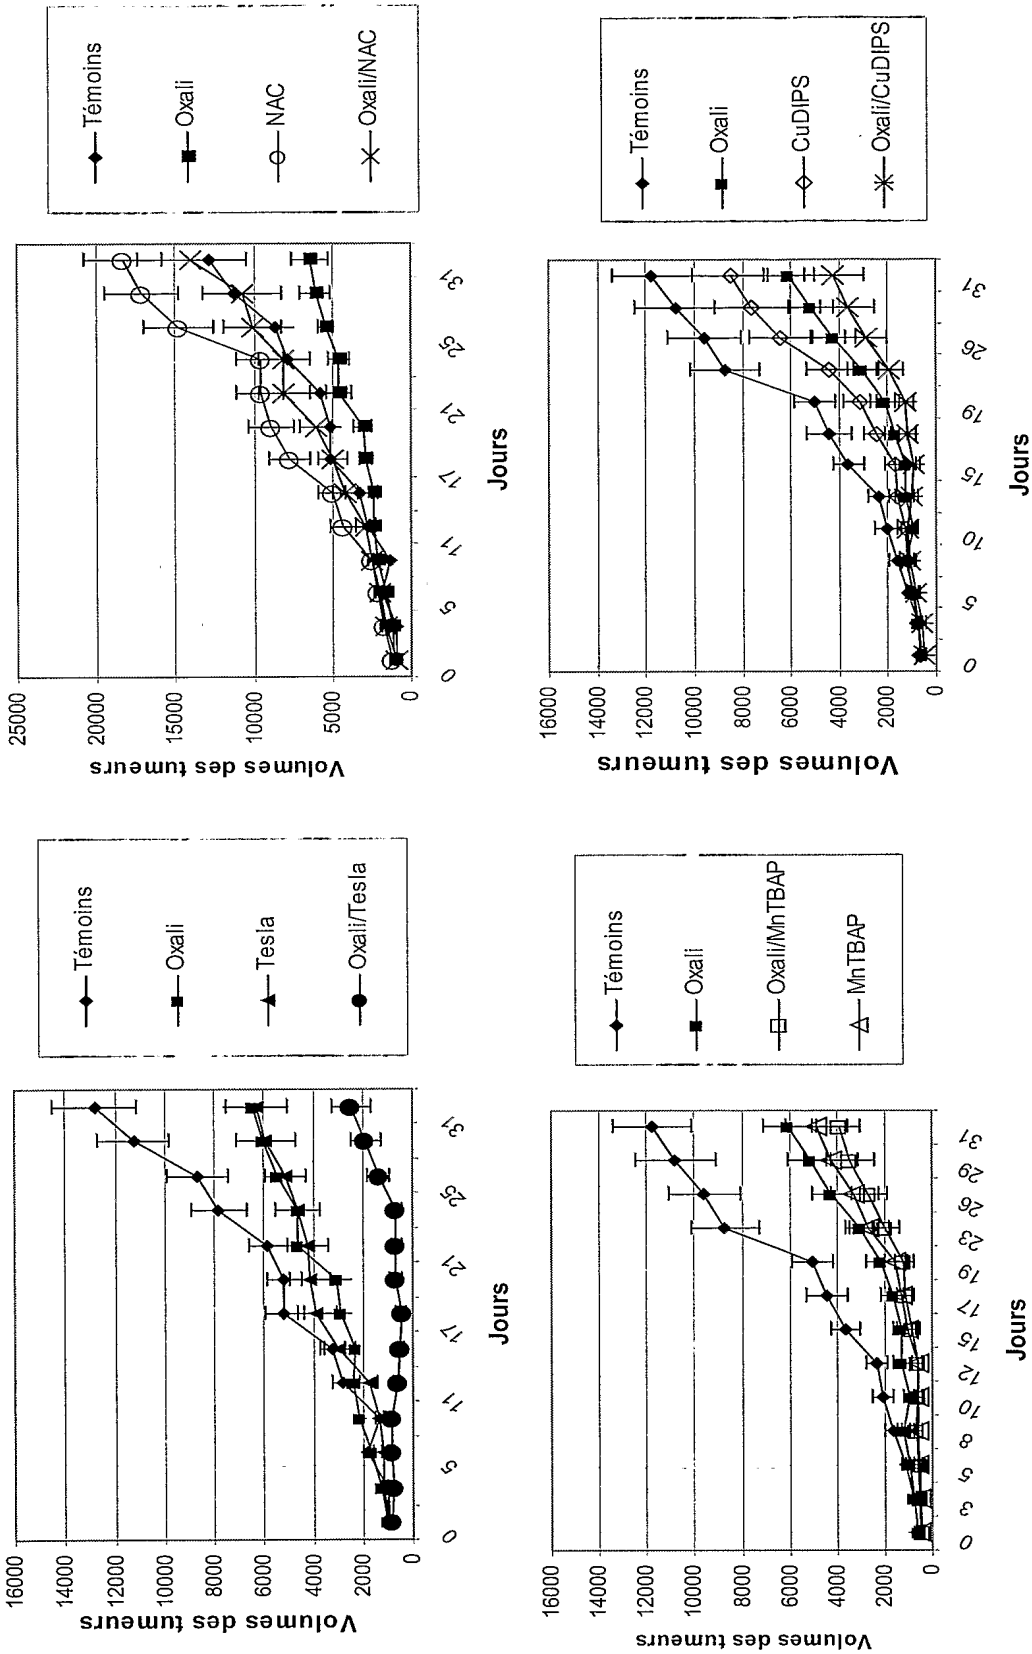 Volumes des tumeurs
16000
14000
12000
10000
8000
6000
4000
2000
0
0
5
11
17
21
25
31
Jours
Témoins
Oxali
Tesla
Oxali/Tesla
Volumes des tumeurs
25000
20000
15000
10000
5000
0
0
5
11
17
21
25
31
Jours
Témoins
Oxali
NAC
Oxali/NAC
Volumes des tumeurs
16000
14000
12000
10000
8000
6000
4000
2000
0
0
3
5
8
10
12
15
17
19
23
26
29
31
Jours
Témoins
Oxali
Oxali/MnTBAP
MnTBAP
Volumes des tumeurs
16000
14000
12000
10000
8000
6000
4000
2000
0
0
5
10
15
19
26
31
Jours
Témoins
Oxali
CuDIPS
Oxali/CuDIPS